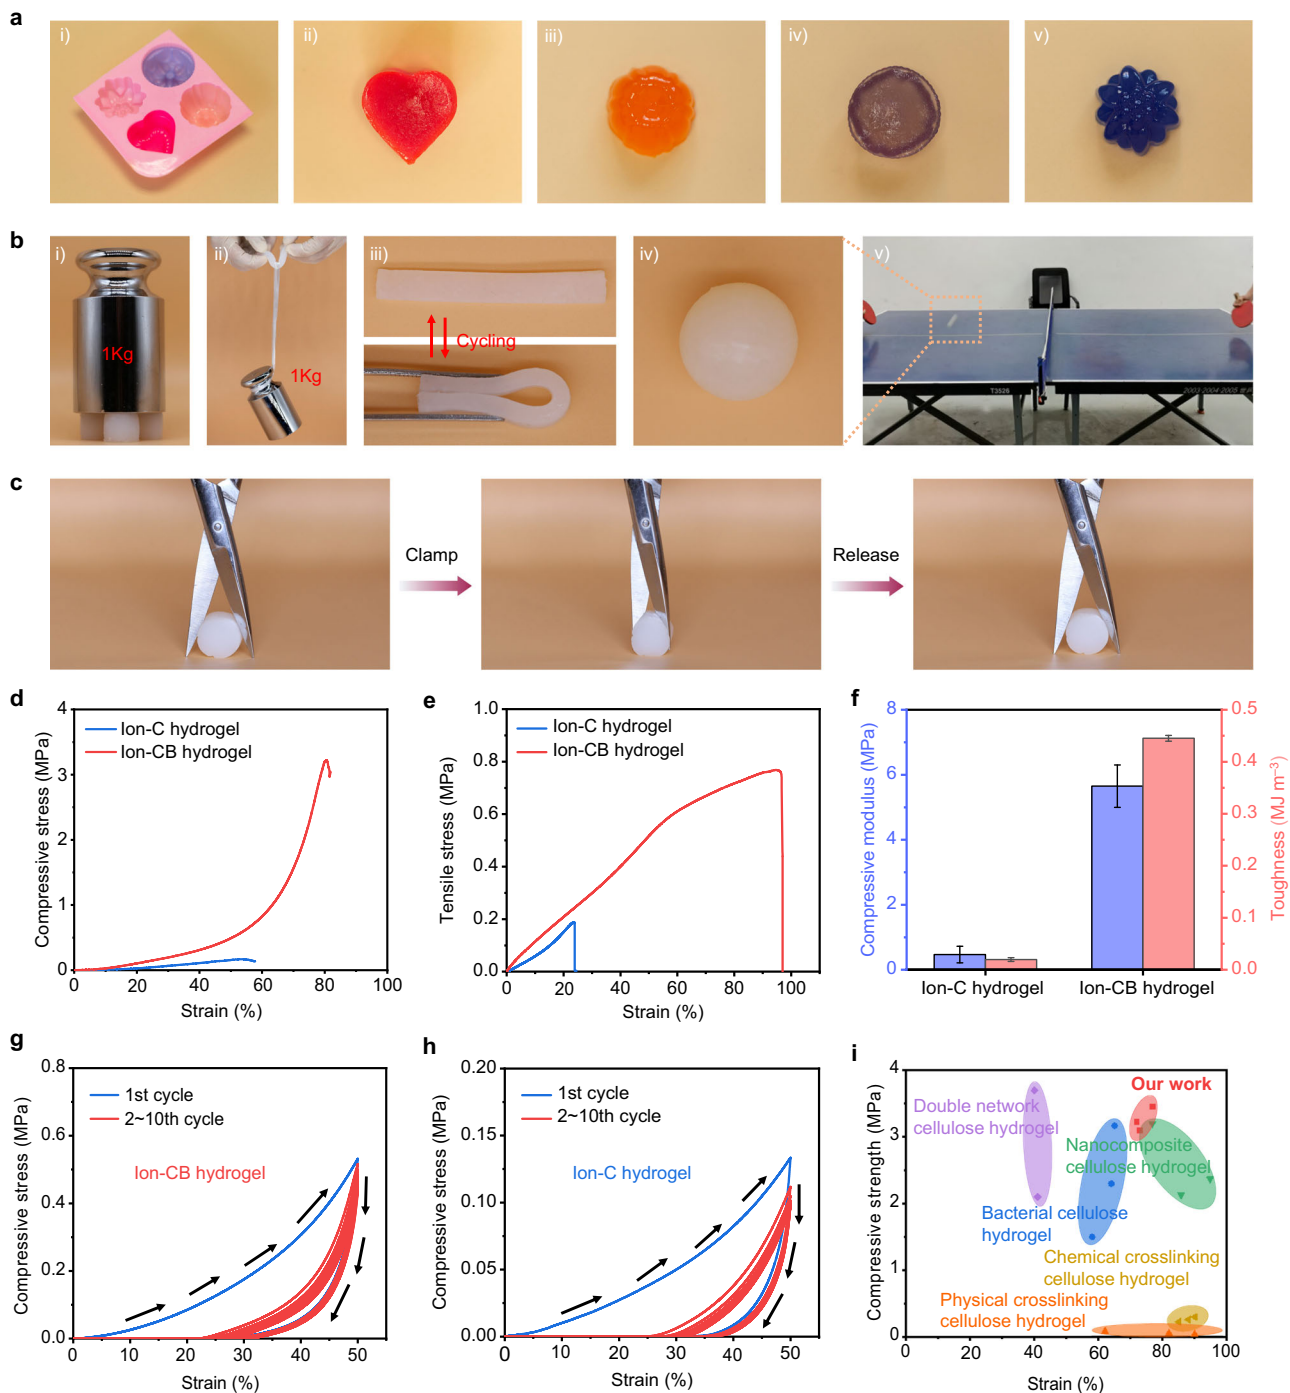 a
i)
ii)
iii)
iv)
v)
b
i)
ii)
iii)
iv)
v)
1Kg
1Kg
Cycling
T3526
2003-2004-2005
c
Clamp
Release
d
Compressive stress (MPa)
4
3
2
1
0
Ion-C hydrogel
Ion-CB hydrogel
0 20 40 60 80 100
Strain (%)
e
Tensile stress (MPa)
1.0
0.8
0.6
0.4
0.2
0.0
Ion-C hydrogel
Ion-CB hydrogel
0 20 40 60 80 100
Strain (%)
f
Compressive modulus (MPa)
8
6
4
2
0
Toughness (MJ m⁻³)
0.5
0.4
0.3
0.2
0.1
0.0
Ion-C hydrogel
Ion-CB hydrogel
g
Compressive stress (MPa)
0.8
0.6
0.4
0.2
0.0
1st cycle
2~10th cycle
Ion-CB hydrogel
0 10 20 30 40 50
Strain (%)
h
Compressive stress (MPa)
0.20
0.15
0.10
0.05
0.00
1st cycle
2~10th cycle
Ion-C hydrogel
0 10 20 30 40 50
Strain (%)
i
Compressive strength (MPa)
4
3
2
1
0
Our work
Double network
cellulose hydrogel
Nanocomposite
cellulose hydrogel
Bacterial cellulose
hydrogel
Chemical crosslinking
cellulose hydrogel
Physical crosslinking
cellulose hydrogel
0 20 40 60 80 100
Strain (%)